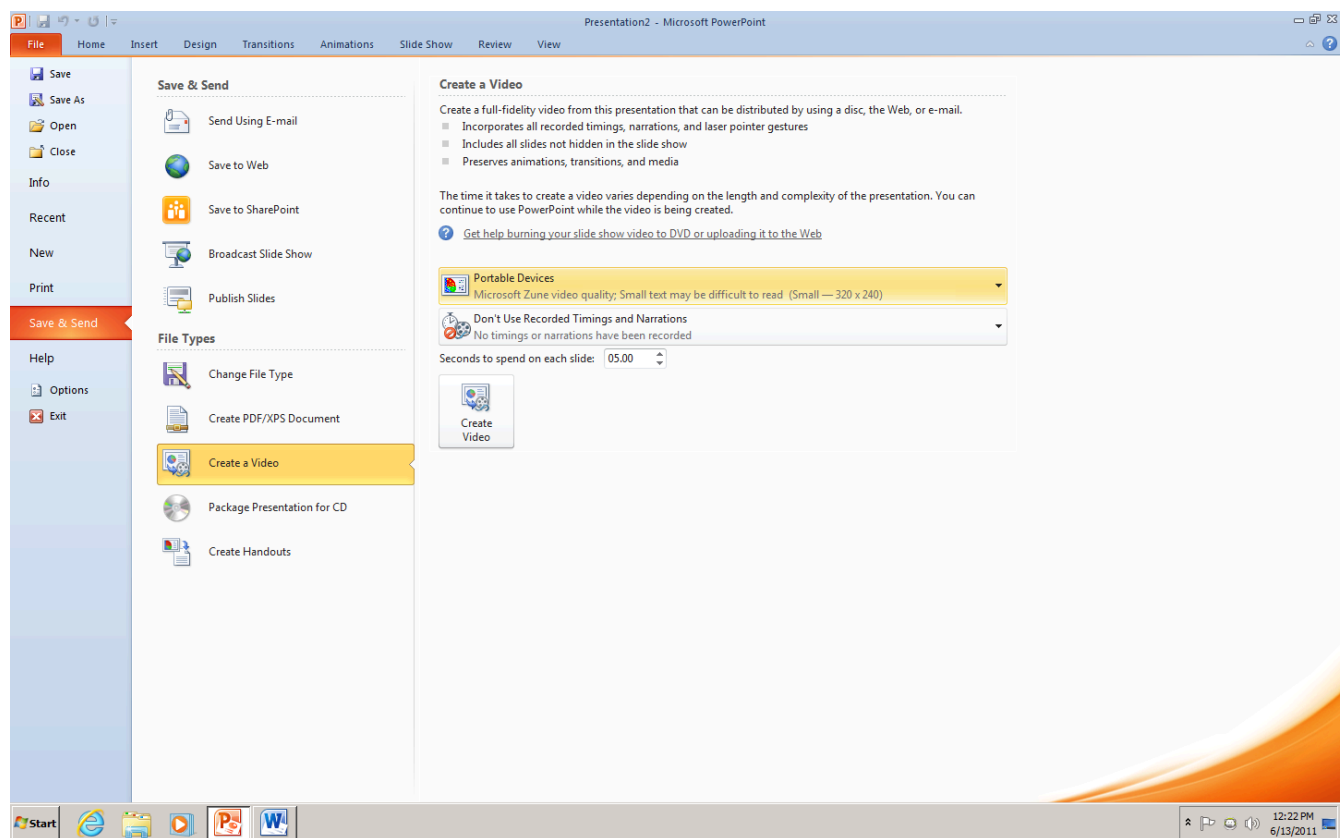 Presentation2 - Microsoft PowerPoint
File Home Insert Design Transitions Animations Slide Show Review View
Save
Save As
Open
Close
Info
Recent
New
Print
Save & Send
Help
Options
Exit
Save & Send
Send Using E-mail
Save to Web
Save to SharePoint
Broadcast Slide Show
Publish Slides
File Types
Change File Type
Create PDF/XPS Document
Create a Video
Package Presentation for CD
Create Handouts
Create a Video
Create a full-fidelity video from this presentation that can be distributed by using a disc, the Web, or e-mail.
Incorporates all recorded timings, narrations, and laser pointer gestures
Includes all slides not hidden in the slide show
Preserves animations, transitions, and media
The time it takes to create a video varies depending on the length and complexity of the presentation. You can
continue to use PowerPoint while the video is being created.
Get help burning your slide show video to DVD or uploading it to the Web
Portable Devices
Microsoft Zune video quality; Small text may be difficult to read (Small — 320 x 240)
Don't Use Recorded Timings and Narrations
No timings or narrations have been recorded
Seconds to spend on each slide: 05.00
Create
Video
Start
12:22 PM
6/13/2011